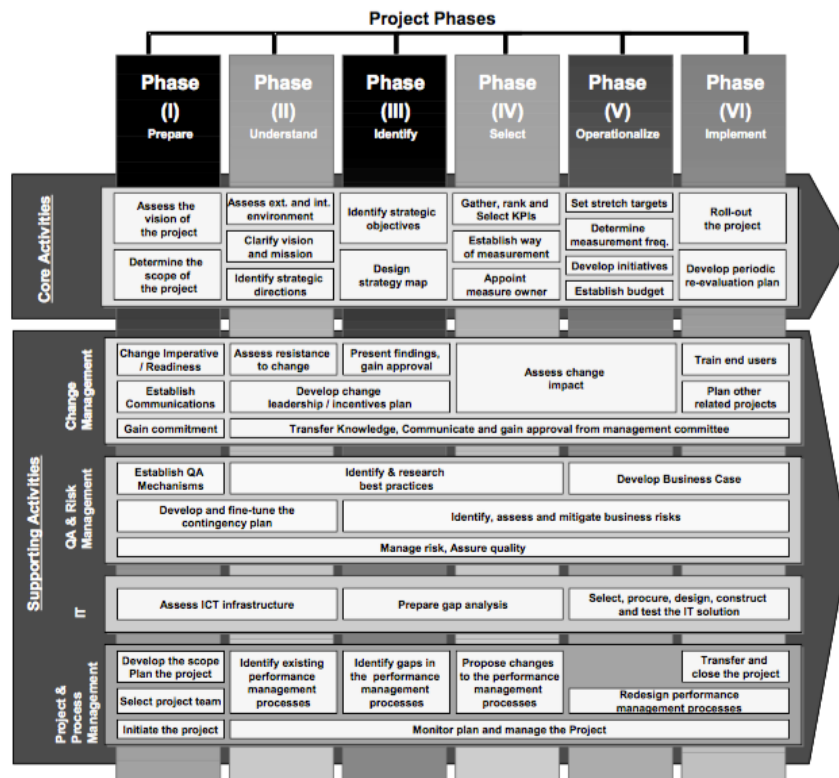 Project Phases
Phase
(I)
Prepare
Phase
(II)
Understand
Phase
(III)
Identify
Phase
(IV)
Select
Phase
(V)
Operationalize
Phase
(VI)
Implement
Core Activities
Assess the
vision of
the project
Determine the
scope of
the project
Assess ext. and int.
environment
Clarify vision
and mission
Identify strategic
directions
Identify strategic
objectives
Design
strategy map
Gather, rank and
Select KPIs
Establish way
of measurement
Appoint
measure owner
Set stretch targets
Determine
measurement freq.
Develop initiatives
Establish budget
Roll-out
the project
Develop periodic
re-evaluation plan
Supporting Activities
Change
Management
Change Imperative
/ Readiness
Assess resistance
to change
Present findings,
gain approval
Assess change
impact
Train end users
Establish
Communications
Develop change
leadership / incentives plan
Plan other
related projects
Gain commitment
Transfer Knowledge, Communicate and gain approval from management committee
QA & Risk
Management
Establish QA
Mechanisms
Identify & research
best practices
Develop Business Case
Develop and fine-tune the
contingency plan
Identify, assess and mitigate business risks
Manage risk, Assure quality
IT
Assess ICT infrastructure
Prepare gap analysis
Select, procure, design, construct
and test the IT solution
Project &
Process
Management
Develop the scope
Plan the project
Select project team
Initiate the project
Identify existing
performance
management
processes
Identify gaps in
the performance
management
processes
Propose changes
to the performance
management
processes
Transfer and
close the project
Redesign performance
management processes
Monitor plan and manage the Project